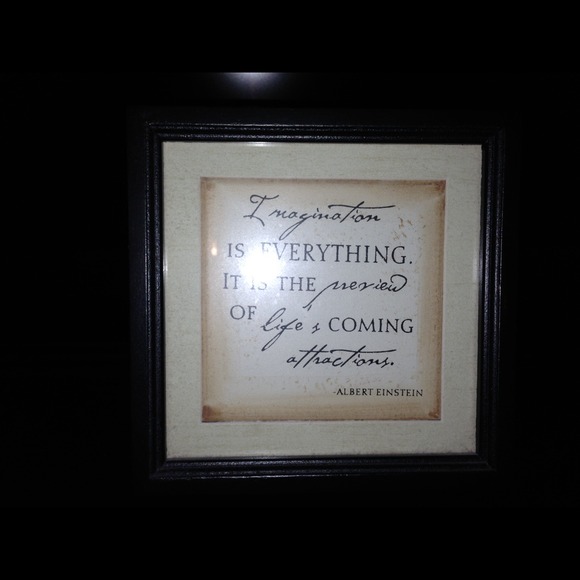 Imagination
IS EVERYTHING.
IT IS THE preview
OF life's COMING
attractions.
-ALBERT EINSTEIN